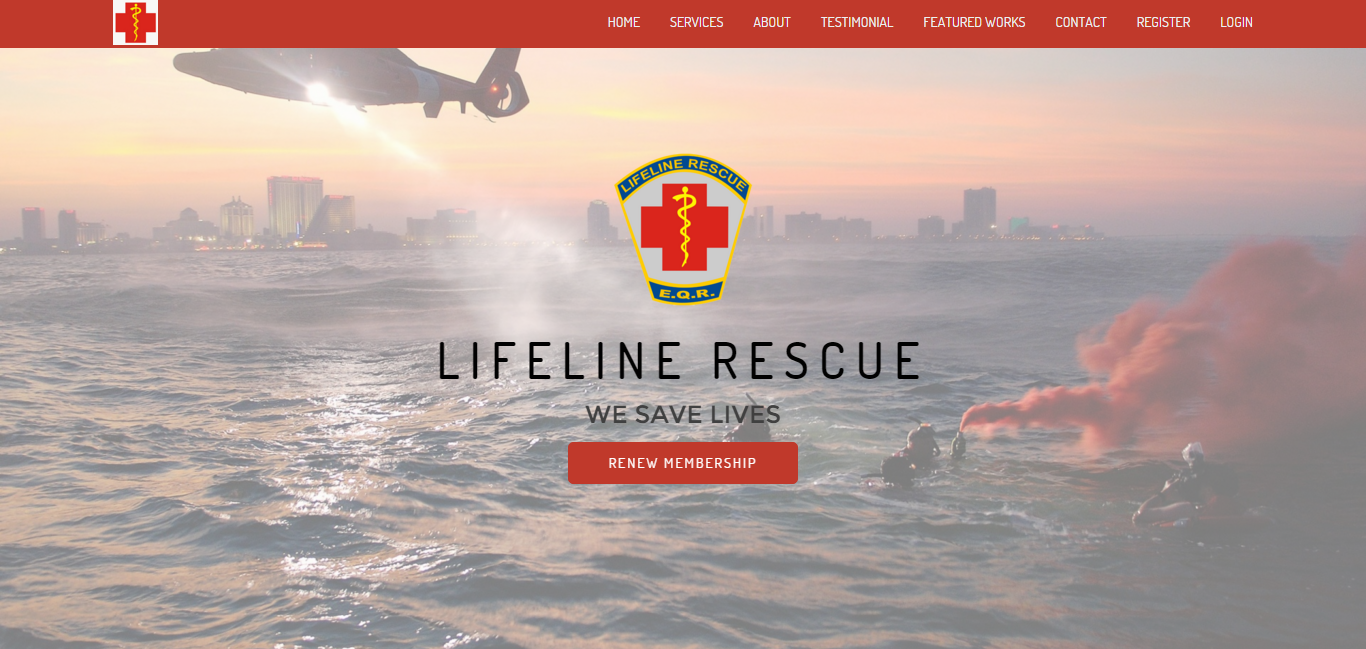 HOME SERVICES ABOUT TESTIMONIAL FEATURED WORKS CONTACT REGISTER LOGIN
LIFELINE RESCUE
E.Q.R.
LIFELINE RESCUE
WE SAVE LIVES
RENEW MEMBERSHIP